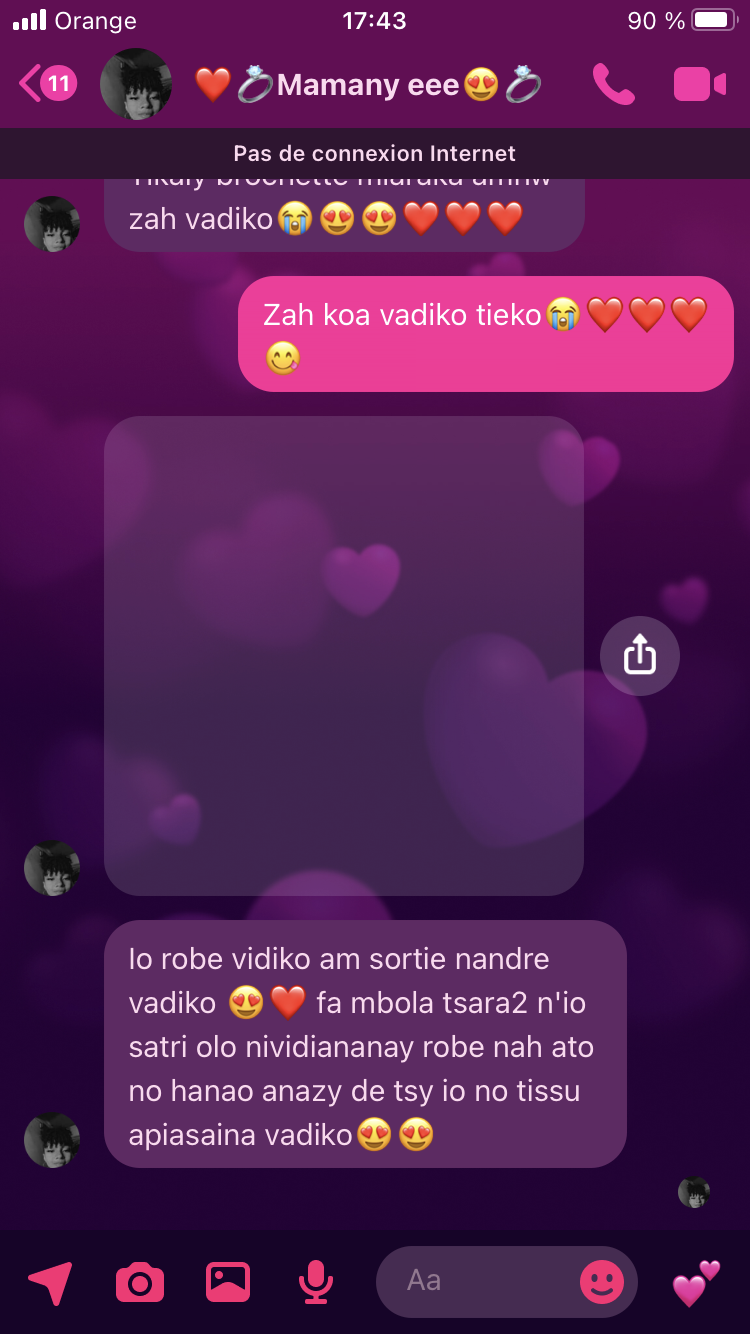 Orange 17:43 90 %
11 ❤️💍Mamany eee😍💍
Pas de connexion Internet
zah vadiko😭😍😍❤️❤️❤️
Zah koa vadiko tieko😭❤️❤️❤️
😋
Io robe vidiko am sortie nandre
vadiko 😍❤️ fa mbola tsara2 n'io
satri olo nividiananay robe nah ato
no hanao anazy de tsy io no tissu
apiasaina vadiko😍😍
Aa